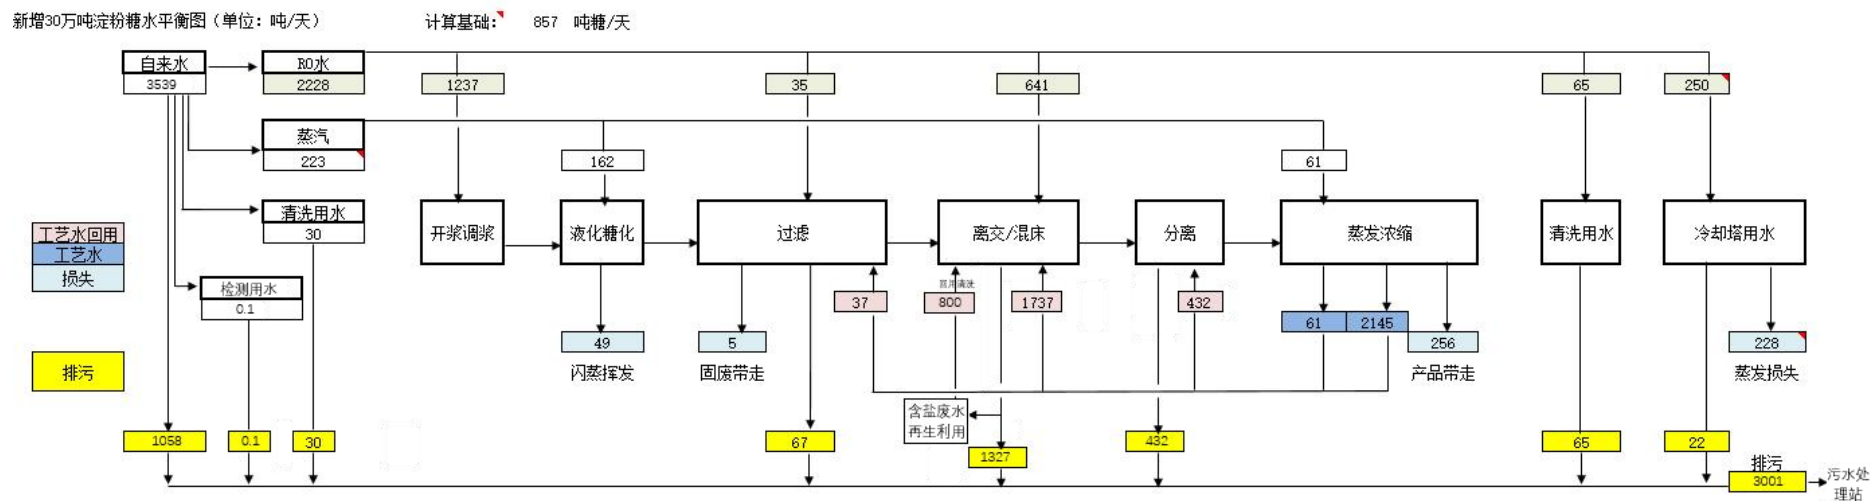 新增30万吨淀粉糖水平衡图（单位：吨/天）
计算基础： 857 吨糖/天
自来水
3539
RO水
2228
1237
35
641
65
250
蒸汽
223
162
61
清洗用水
30
检测用水
0.1
工艺水回用
工艺水
损失
排污
开浆调浆
液化糖化
过滤
离交/混床
分离
蒸发浓缩
清洗用水
冷却塔用水
回用清洗
37
800
1737
432
61
2145
49
5
256
228
闪蒸挥发
固废带走
产品带走
蒸发损失
含盐废水
再生利用
1058
0.1
30
67
1327
432
65
22
排污
3001
污水处
理站